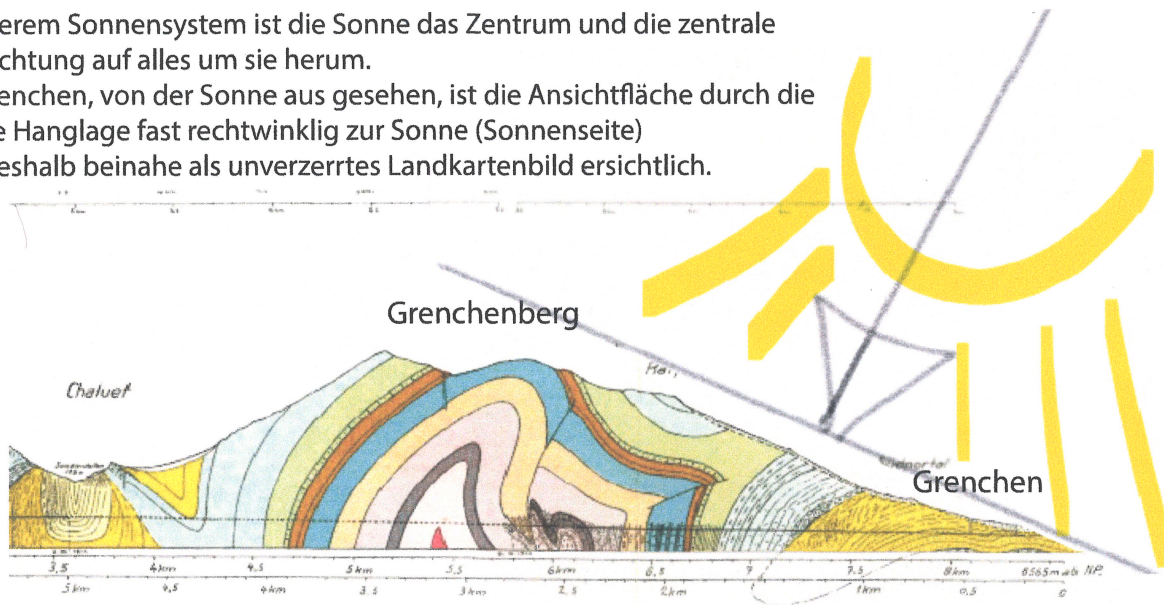 erem Sonnensystem ist die Sonne das Zentrum und die zentrale
chtung auf alles um sie herum.
enchen, von der Sonne aus gesehen, ist die Ansichtfläche durch die
e Hanglage fast rechtwinklig zur Sonne (Sonnenseite)
eshalb beinahe als unverzerrtes Landkartenbild ersichtlich.
Grenchenberg
Chaluet
Grenchen
3.5 4km 4.5 5km 5.5 6km 6.5 7 7.5 8km 8565m ab N.P.
5km 4.5 4km 3.5 3km 2.5 2km 1km 0.5 0